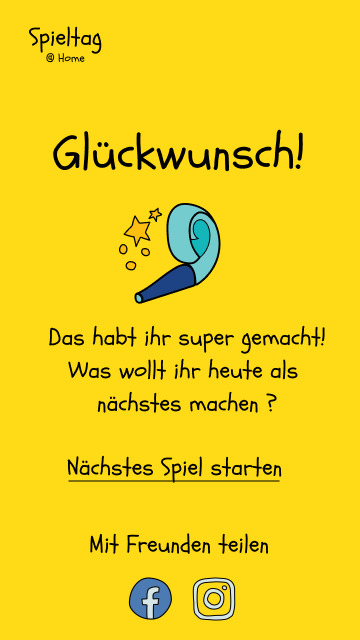 Spieltag
@ Home
Glückwunsch!
Das habt ihr super gemacht!
Was wollt ihr heute als
nächstes machen ?
Nächstes Spiel starten
Mit Freunden teilen